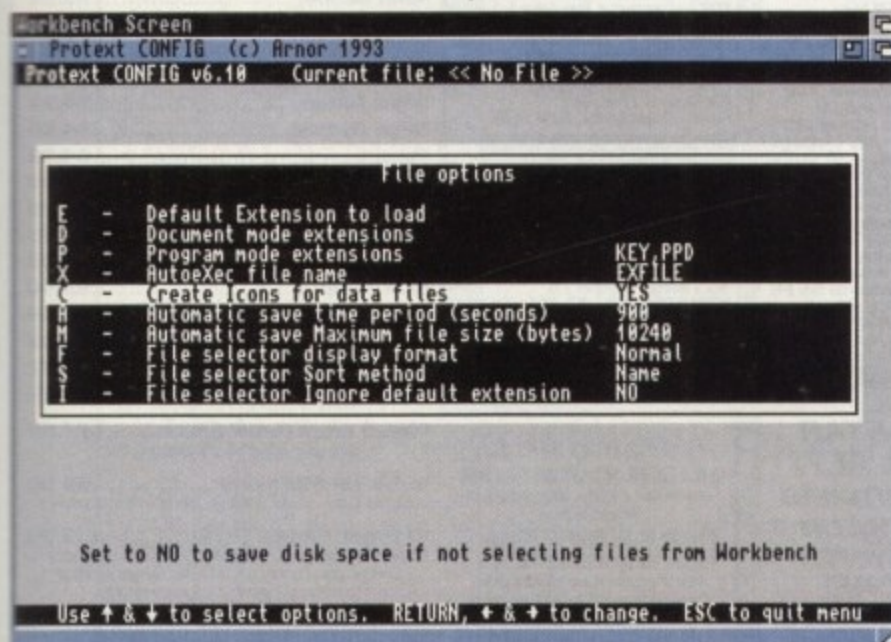 Workbench Screen
Protext CONFIG (c) Arnor 1993
Protext CONFIG v6.10 Current file: << No File >>
File options
E - Default Extension to load
D - Document mode extensions
P - Program mode extensions KEY,PPD
X - AutoeXec file name EXFILE
C - Create Icons for data files YES
A - Automatic save time period (seconds) 900
M - Automatic save Maximum file size (bytes) 10240
F - File selector display format Normal
S - File selector Sort method Name
I - File selector Ignore default extension NO
Set to NO to save disk space if not selecting files from Workbench
Use ↑ & ↓ to select options. RETURN, ← & → to change. ESC to quit menu